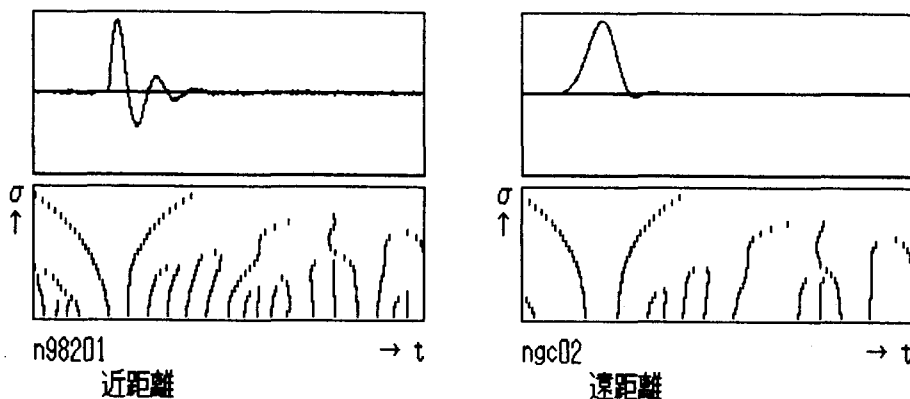 σ
↑
σ
↑
n98201 → t
ngc02 → t
近距離
遠距離